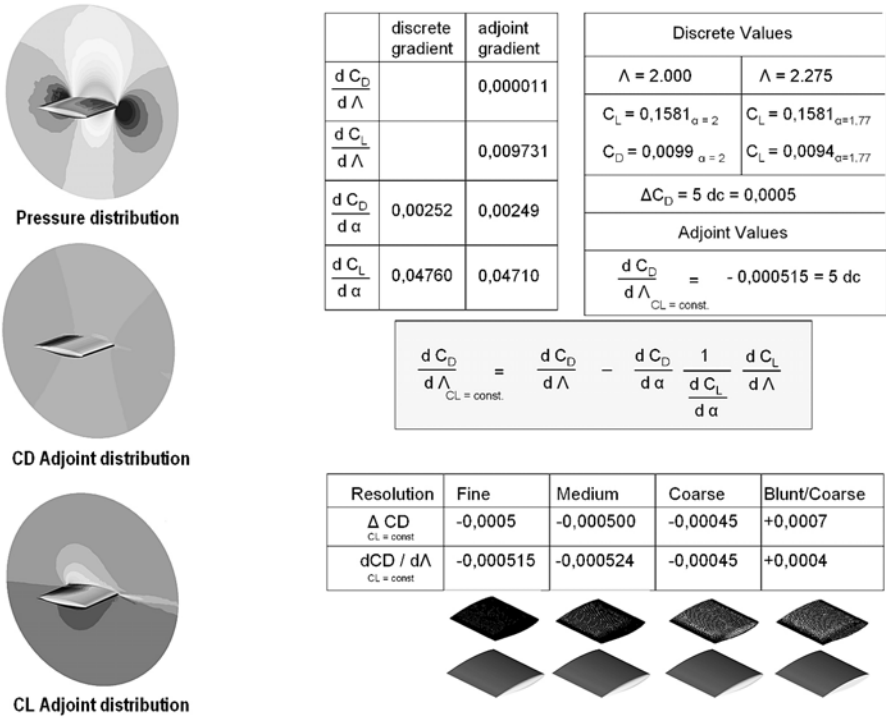 Pressure distribution
CD Adjoint distribution
CL Adjoint distribution
discrete gradient adjoint gradient
d C_D / d Λ 0,000011
d C_L / d Λ 0,009731
d C_D / d α 0,00252 0,00249
d C_L / d α 0,04760 0,04710
Discrete Values
Λ = 2.000 Λ = 2.275
C_L = 0,1581 α = 2 C_L = 0,1581 α=1.77
C_D = 0,0099 α = 2 C_L = 0,0094 α=1.77
ΔC_D = 5 dc = 0,0005
Adjoint Values
d C_D / d Λ CL = const. = - 0,000515 = 5 dc
d C_D / d Λ CL = const. = d C_D / d Λ – d C_D / d α 1 / d C_L / d α d C_L / d Λ
Resolution Fine Medium Coarse Blunt/Coarse
Δ CD CL = const -0,0005 -0,000500 -0,00045 +0,0007
dCD / dΛ CL = const -0,000515 -0,000524 -0,00045 +0,0004